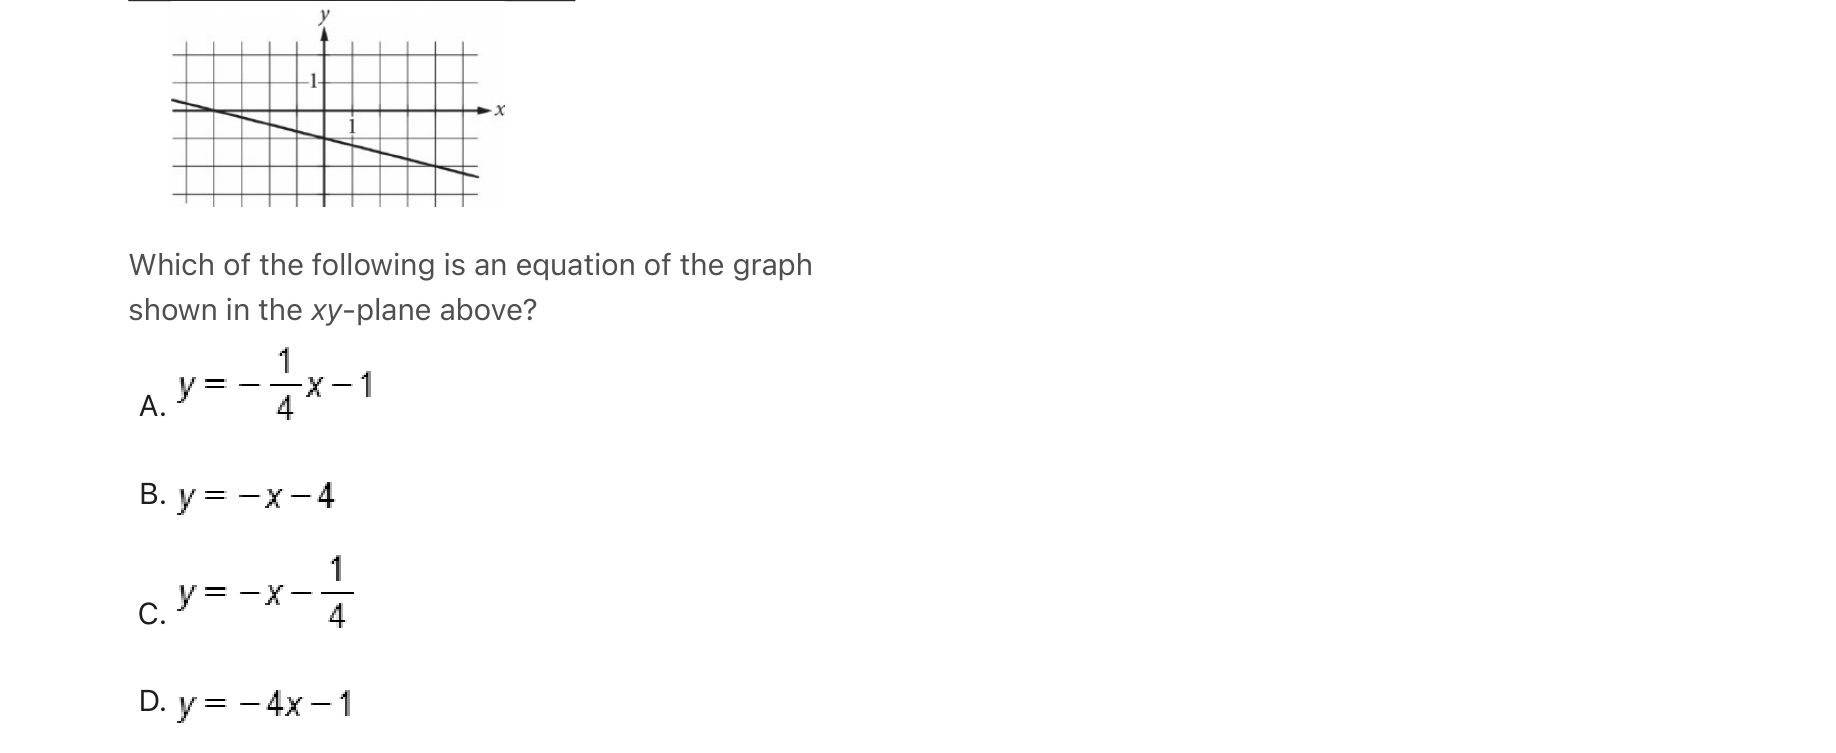 y
1
x
1
Which of the following is an equation of the graph
shown in the xy-plane above?
A. y = -\frac{1}{4}x - 1
B. y = -x - 4
C. y = -x - \frac{1}{4}
D. y = -4x - 1